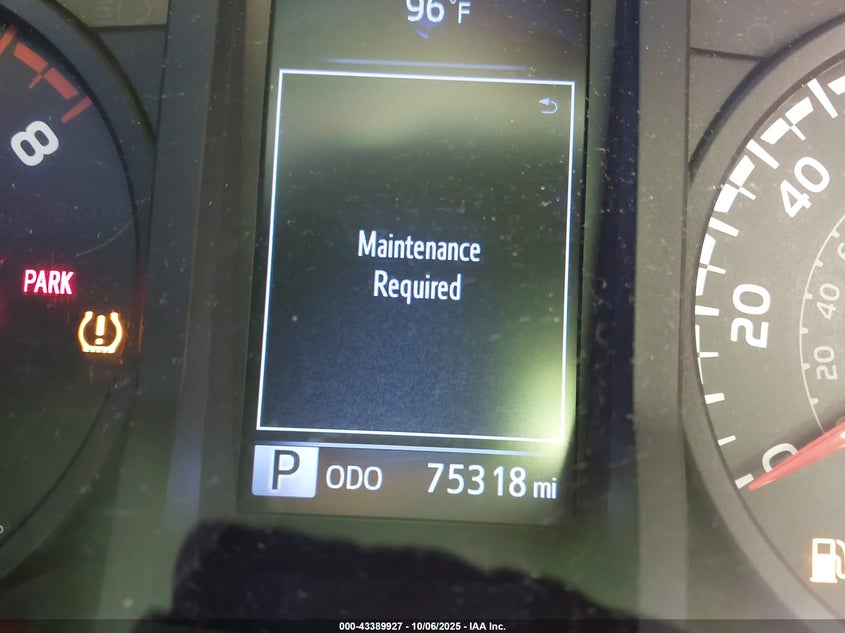 96°F
8
Maintenance
Required
PARK
40
20
0
40
20
P ODO 75318 mi
000-43389927 - 10/06/2025 - IAA Inc.